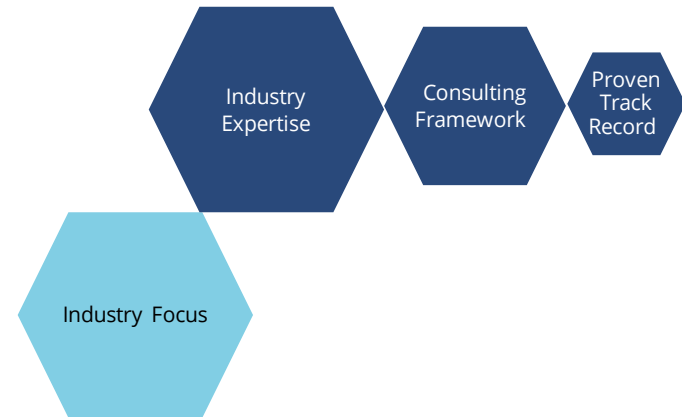 Industry
Expertise
Consulting
Framework
Proven
Track
Record
Industry Focus